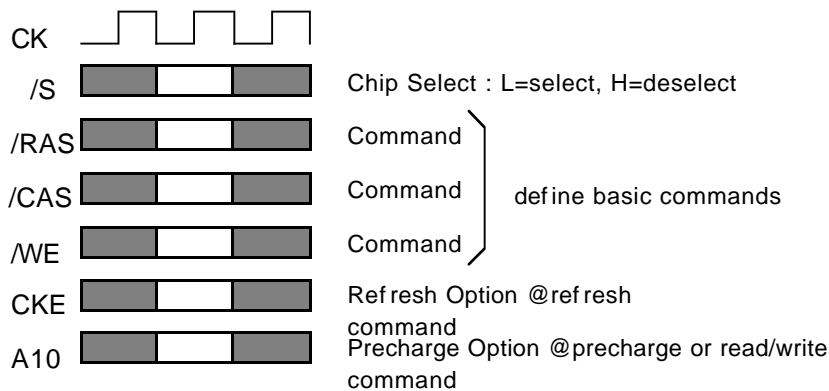 CK
/S Chip Select : L=select, H=deselect
/RAS Command
/CAS Command define basic commands
/WE Command
CKE Refresh Option @refresh
command
A10 Precharge Option @precharge or read/write
command